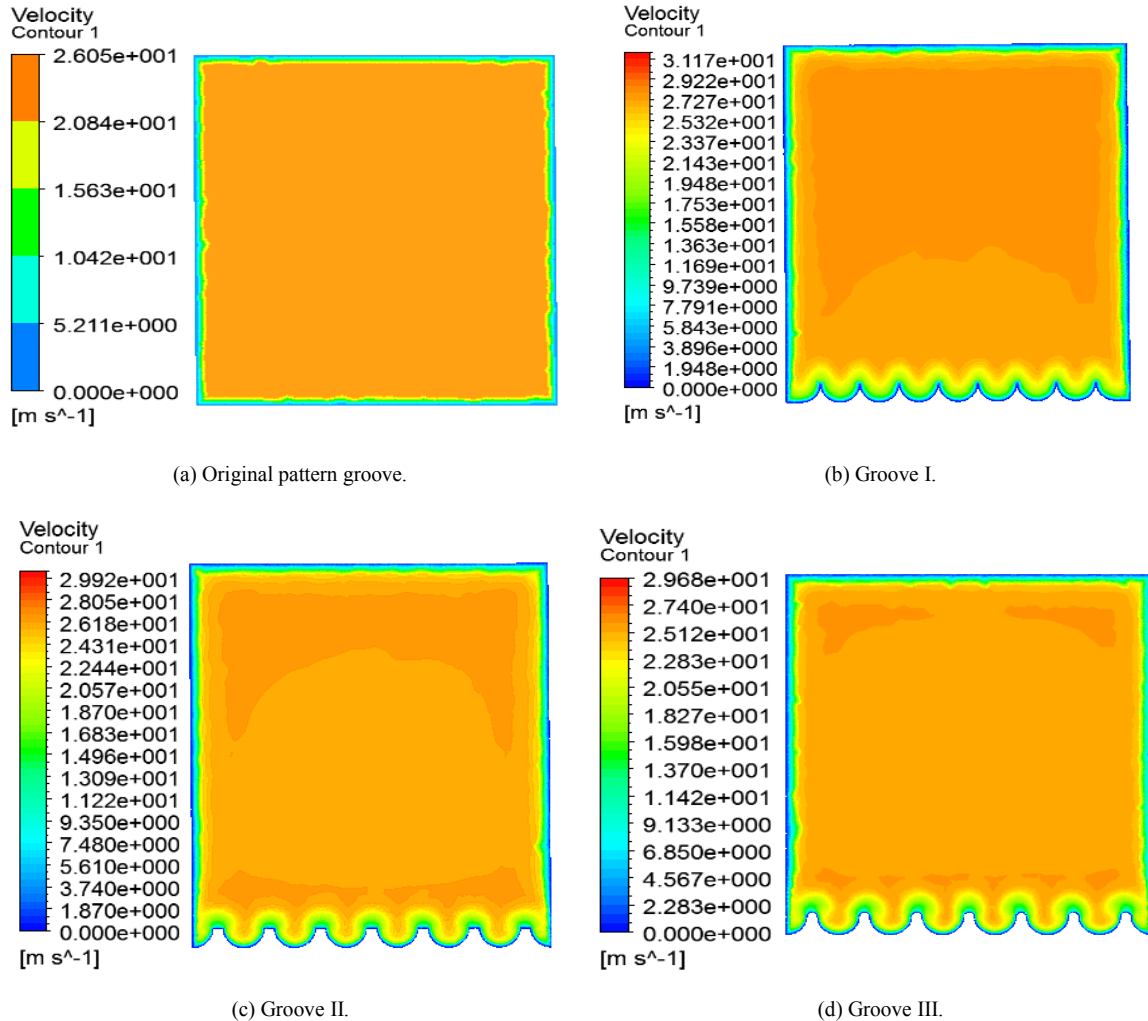 Velocity
Contour 1
2.605e+001
2.084e+001
1.563e+001
1.042e+001
5.211e+000
0.000e+000
[m s^-1]
(a) Original pattern groove.
Velocity
Contour 1
3.117e+001
2.922e+001
2.727e+001
2.532e+001
2.337e+001
2.143e+001
1.948e+001
1.753e+001
1.558e+001
1.363e+001
1.169e+001
9.739e+000
7.791e+000
5.843e+000
3.896e+000
1.948e+000
0.000e+000
[m s^-1]
(b) Groove I.
Velocity
Contour 1
2.992e+001
2.805e+001
2.618e+001
2.431e+001
2.244e+001
2.057e+001
1.870e+001
1.683e+001
1.496e+001
1.309e+001
1.122e+001
9.350e+000
7.480e+000
5.610e+000
3.740e+000
1.870e+000
0.000e+000
[m s^-1]
(c) Groove II.
Velocity
Contour 1
2.968e+001
2.740e+001
2.512e+001
2.283e+001
2.055e+001
1.827e+001
1.598e+001
1.370e+001
1.142e+001
9.133e+000
6.850e+000
4.567e+000
2.283e+000
0.000e+000
[m s^-1]
(d) Groove III.